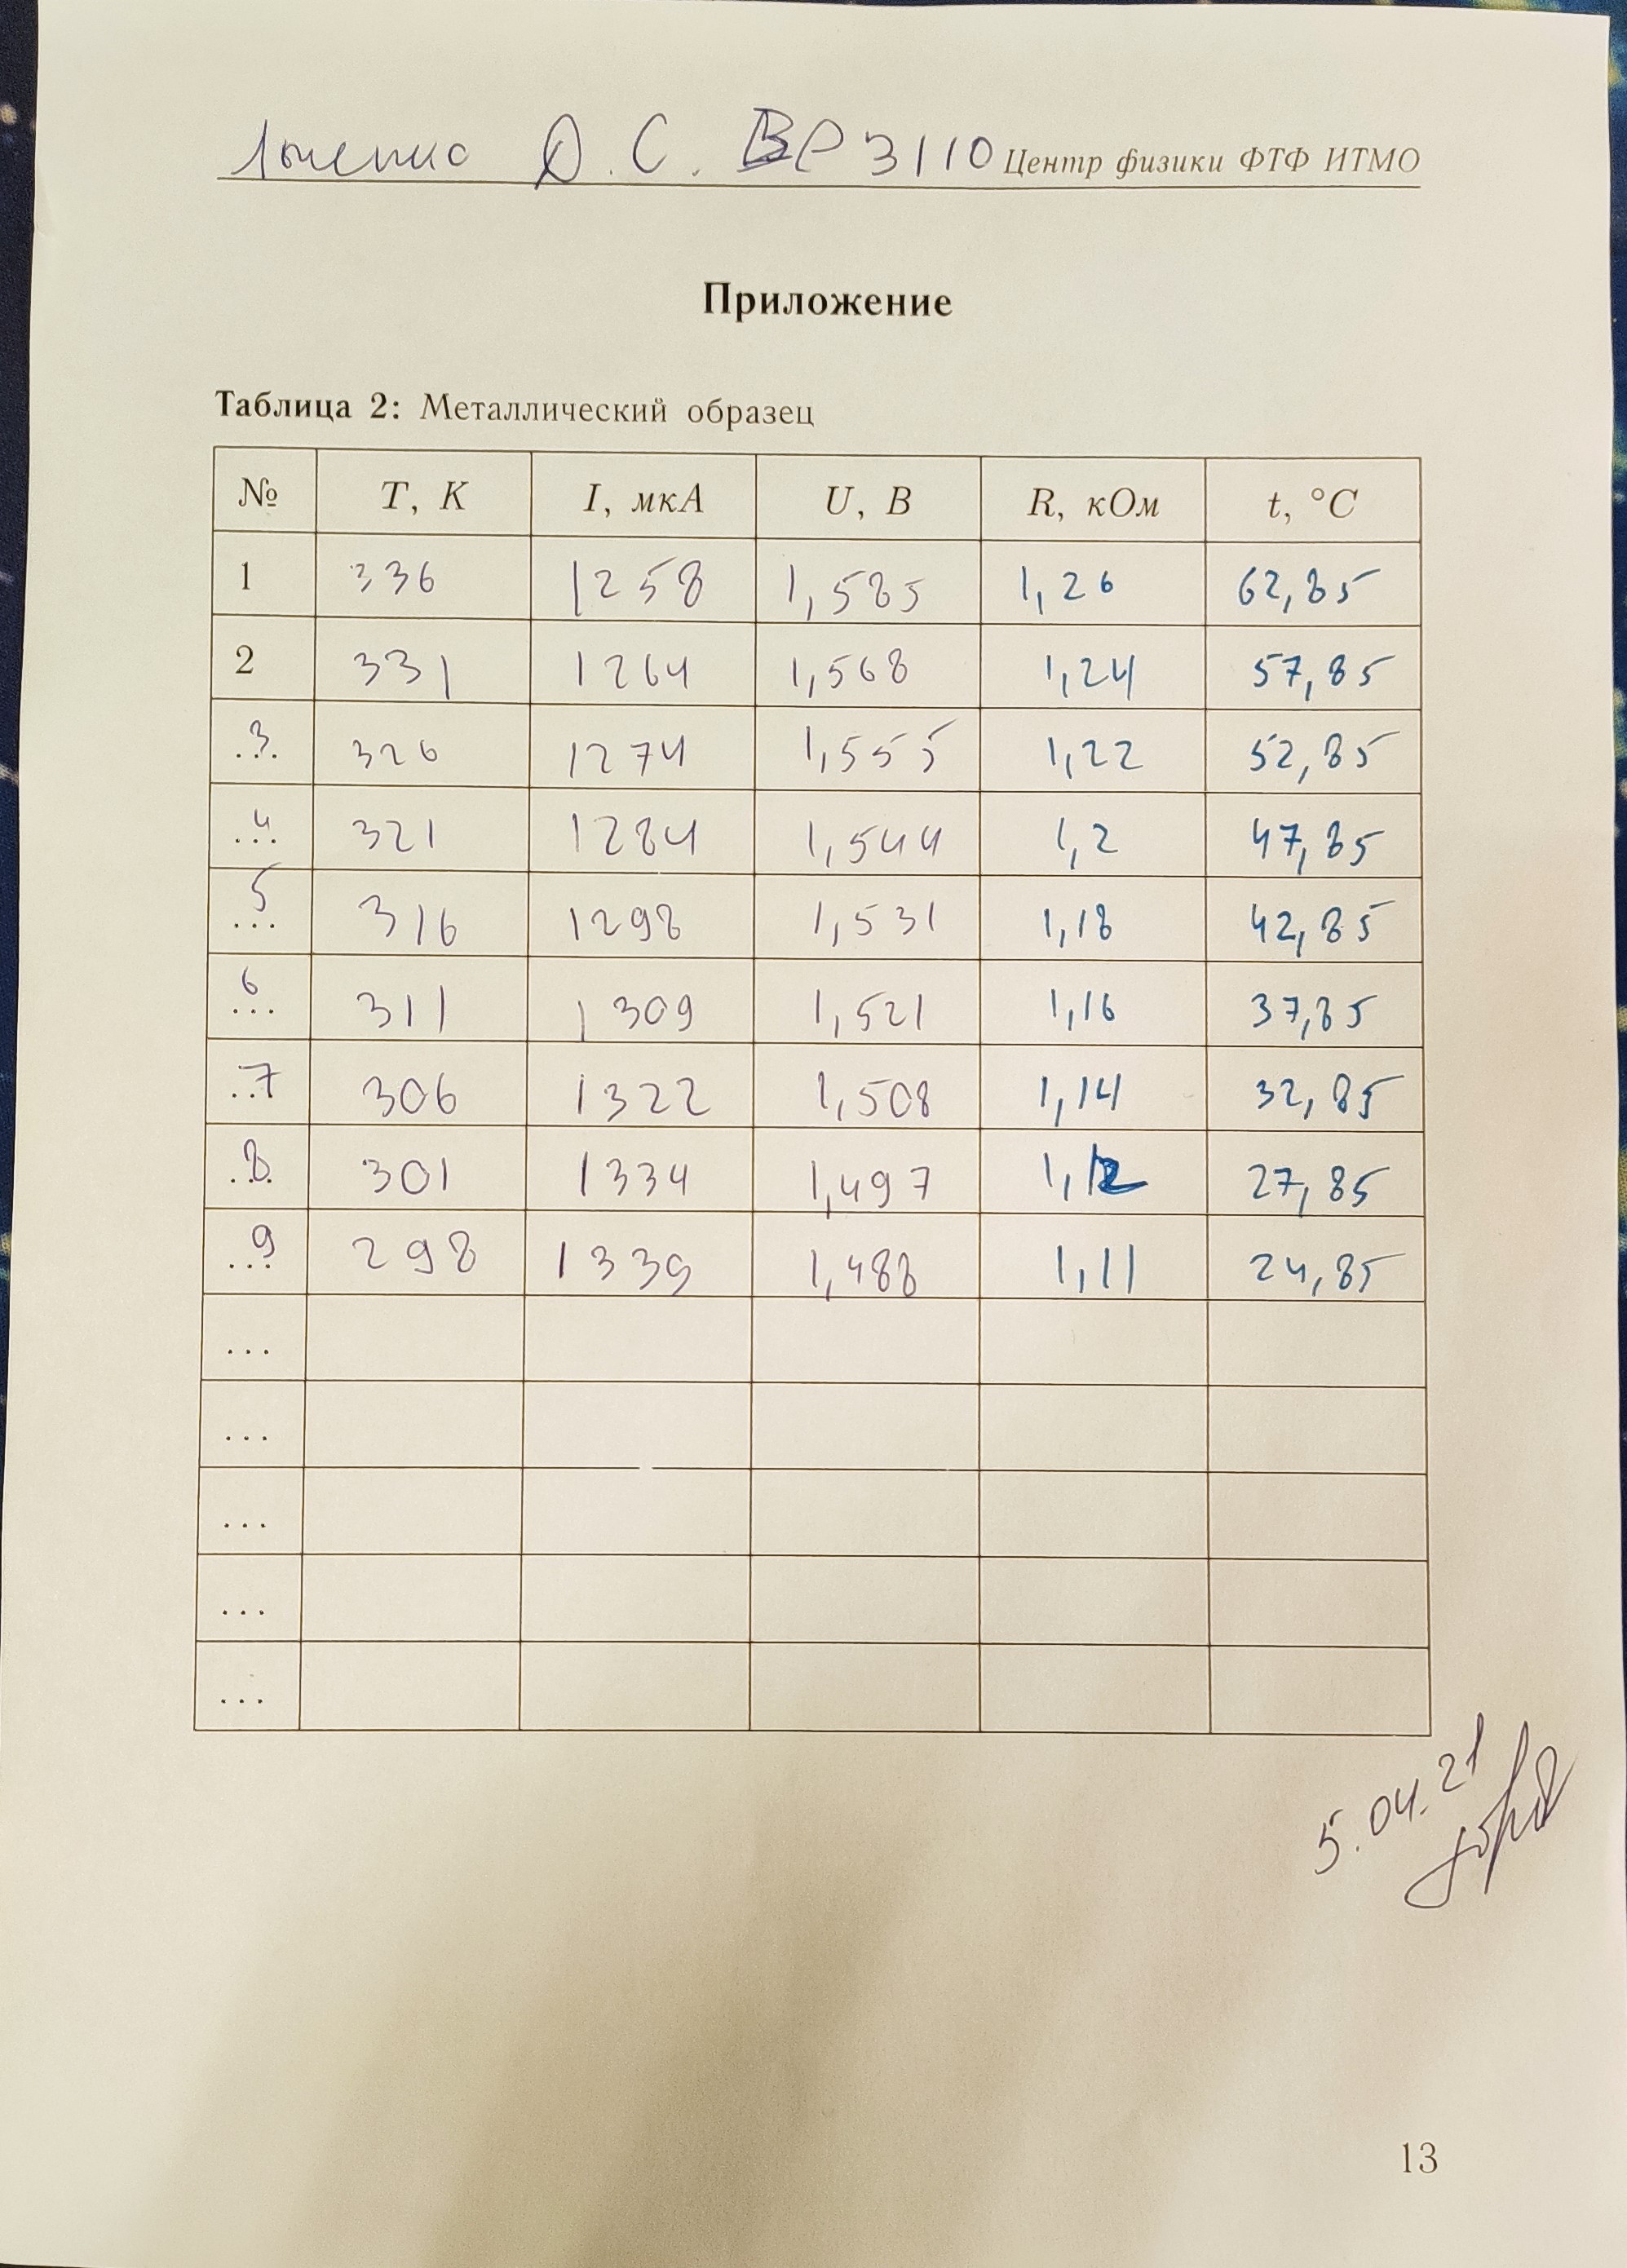 Д. С. ВР 3110 Центр физики ФТФ ИТМО
Приложение
Таблица 2: Металлический образец
№ T, K I, мкА U, В R, кОм t, °C
1 336 1258 1,585 1,26 62,85
2 331 1264 1,568 1,24 57,85
...3 326 1274 1,555 1,22 52,85
...4 321 1284 1,544 1,2 47,85
...5 316 1298 1,531 1,18 42,85
...6 311 1309 1,521 1,16 37,85
...7 306 1322 1,508 1,14 32,85
...8 301 1334 1,497 1,12 27,85
...9 298 1339 1,488 1,11 24,85
...
...
...
...
...
5.04.21
13